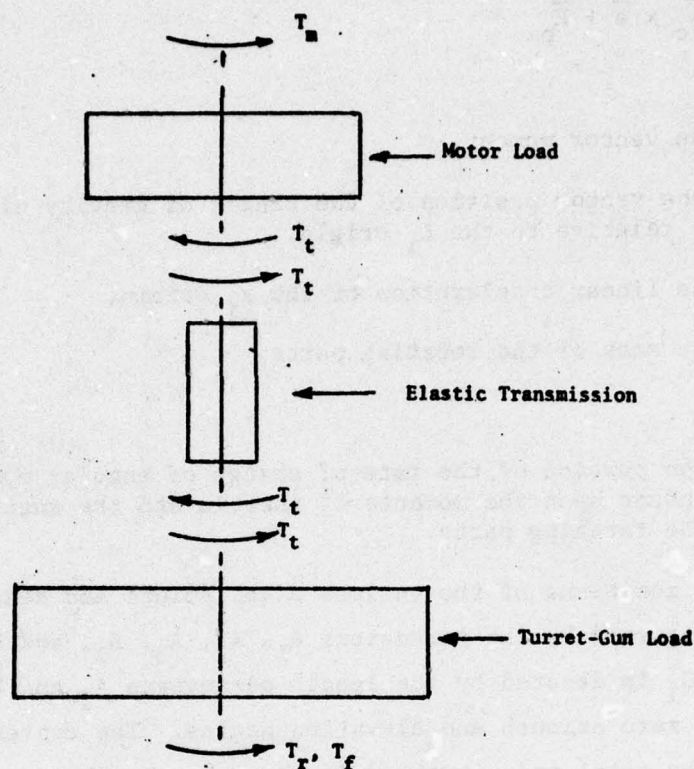 T_m
Motor Load
T_t
T_t
Elastic Transmission
T_t
T_t
Turret-Gun Load
T_r, T_f